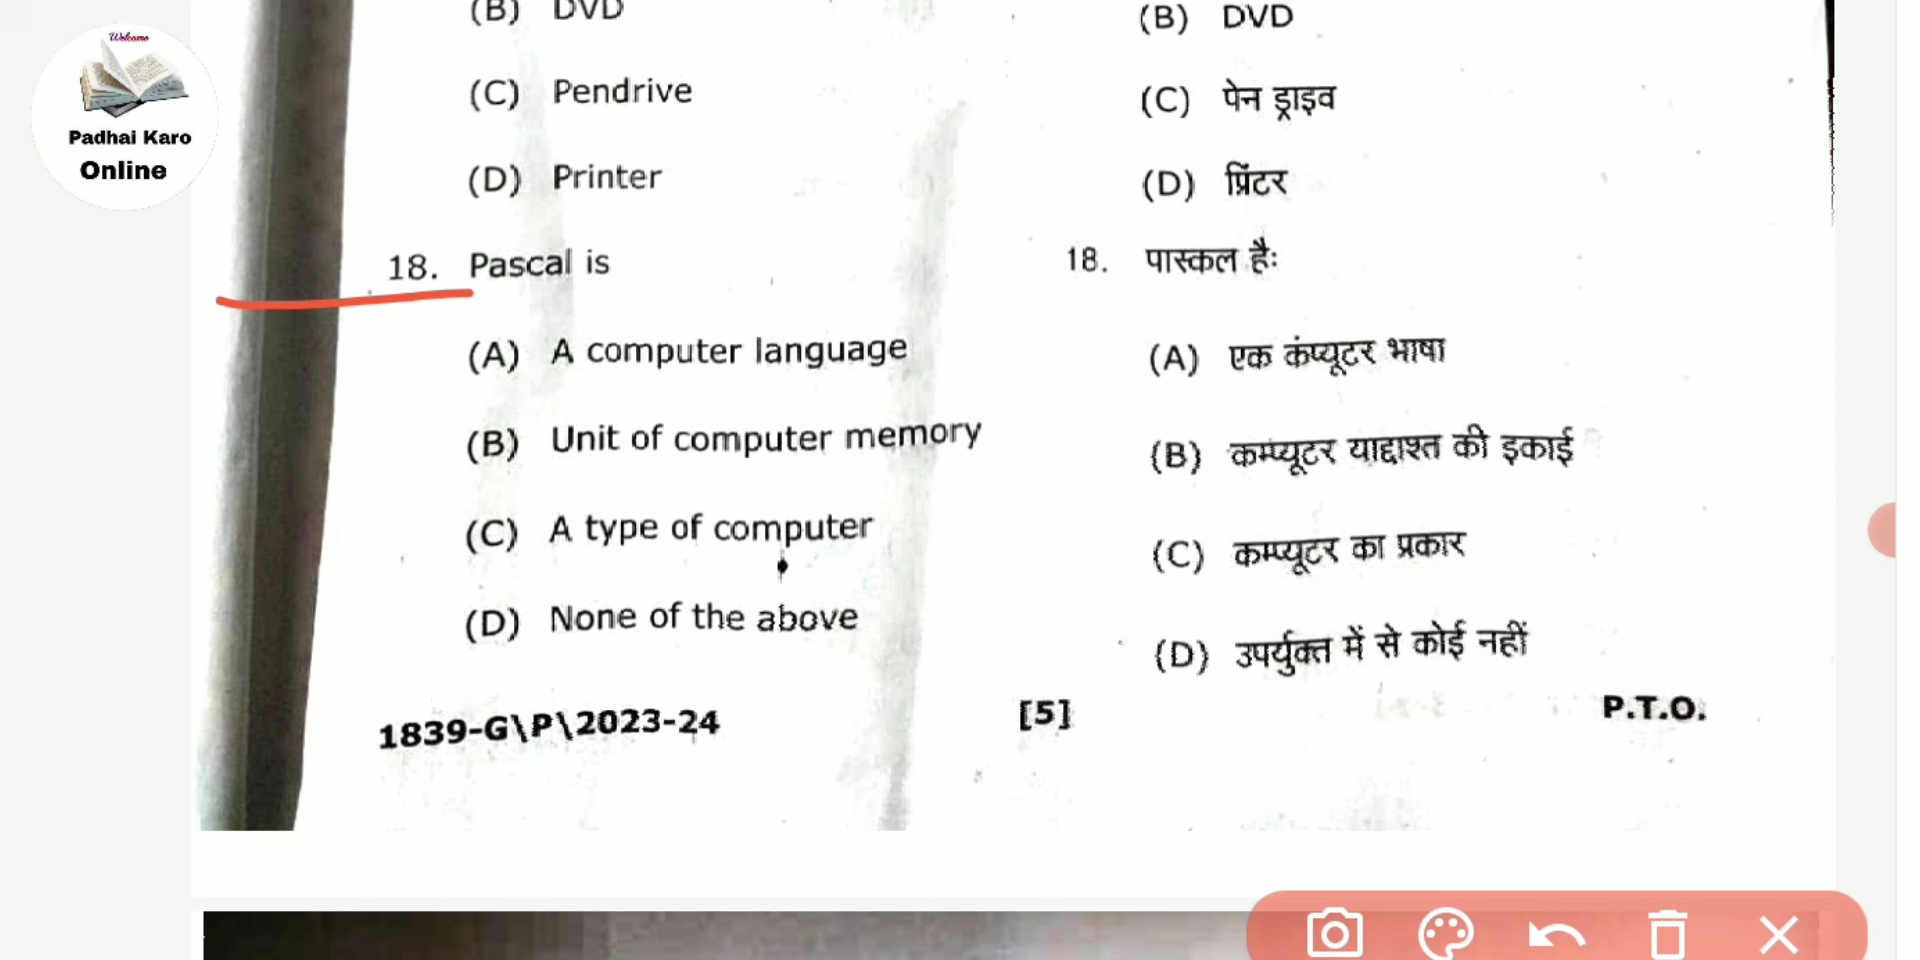 Welcome
Padhai Karo
Online
(B) DVD
(C) Pendrive
(D) Printer
18. Pascal is
(A) A computer language
(B) Unit of computer memory
(C) A type of computer
(D) None of the above
1839-G\P\2023-24
(B) DVD
(C) पेन ड्राइव
(D) प्रिंटर
18. पास्कल हैः
(A) एक कंप्यूटर भाषा
(B) कम्प्यूटर याद्दाश्त की इकाई
(C) कम्प्यूटर का प्रकार
(D) उपर्युक्त में से कोई नहीं
[5]
P.T.O.